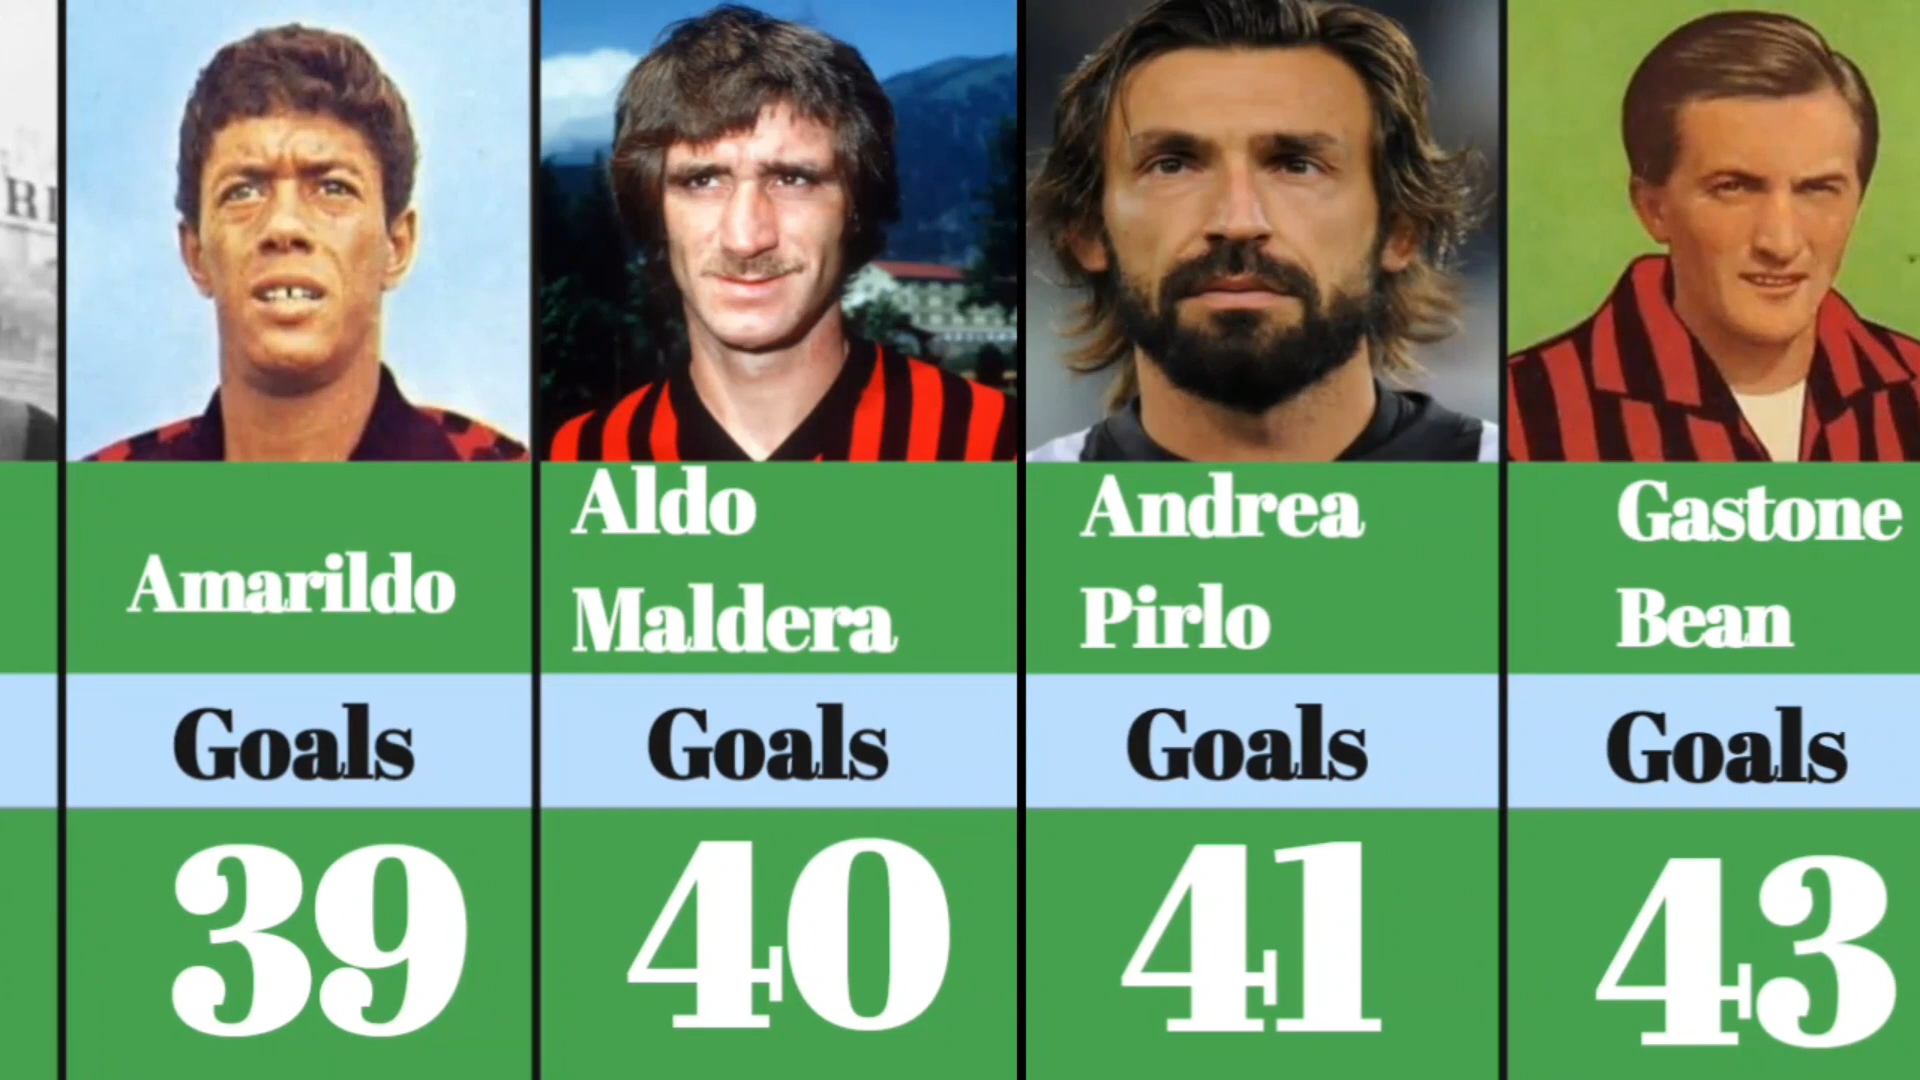 Amarildo
Goals
39
Aldo
Maldera
Goals
40
Andrea
Pirlo
Goals
41
Gastone
Bean
Goals
43